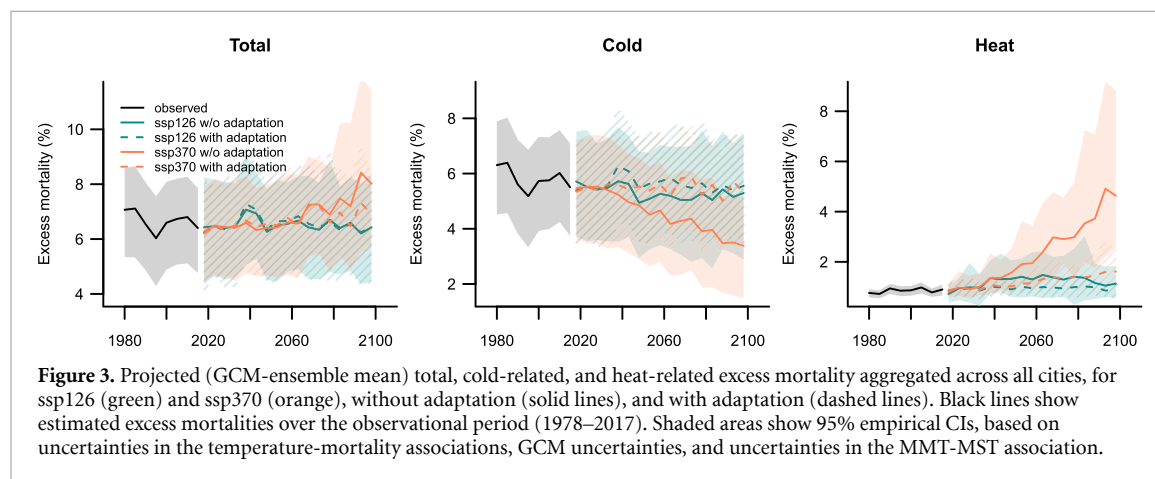 Total
Cold
Heat
Excess mortality (%)
10
8
6
4
observed
ssp126 w/o adaptation
ssp126 with adaptation
ssp370 w/o adaptation
ssp370 with adaptation
1980
2020
2060
2100
Excess mortality (%)
8
6
4
2
1980
2020
2060
2100
Excess mortality (%)
8
6
4
2
1980
2020
2060
2100
Figure 3. Projected (GCM-ensemble mean) total, cold-related, and heat-related excess mortality aggregated across all cities, for
ssp126 (green) and ssp370 (orange), without adaptation (solid lines), and with adaptation (dashed lines). Black lines show
estimated excess mortalities over the observational period (1978–2017). Shaded areas show 95% empirical CIs, based on
uncertainties in the temperature-mortality associations, GCM uncertainties, and uncertainties in the MMT-MST association.